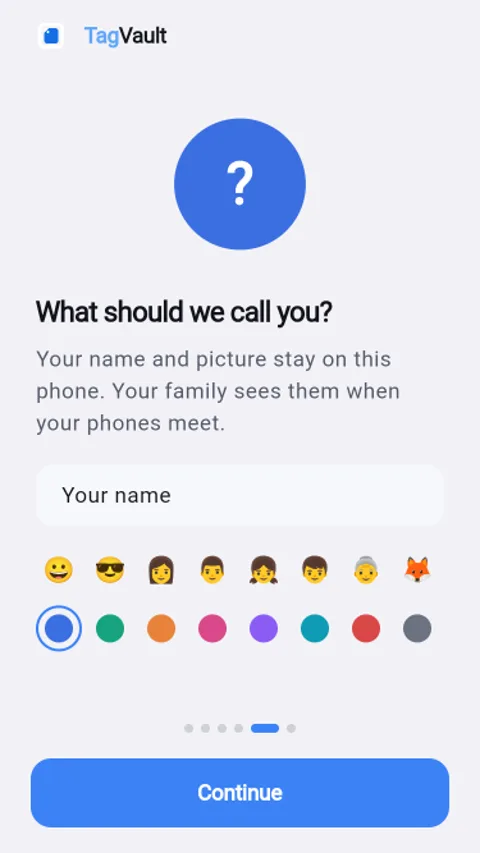 TagVault
?
What should we call you?
Your name and picture stay on this
phone. Your family sees them when
your phones meet.
Your name
Continue